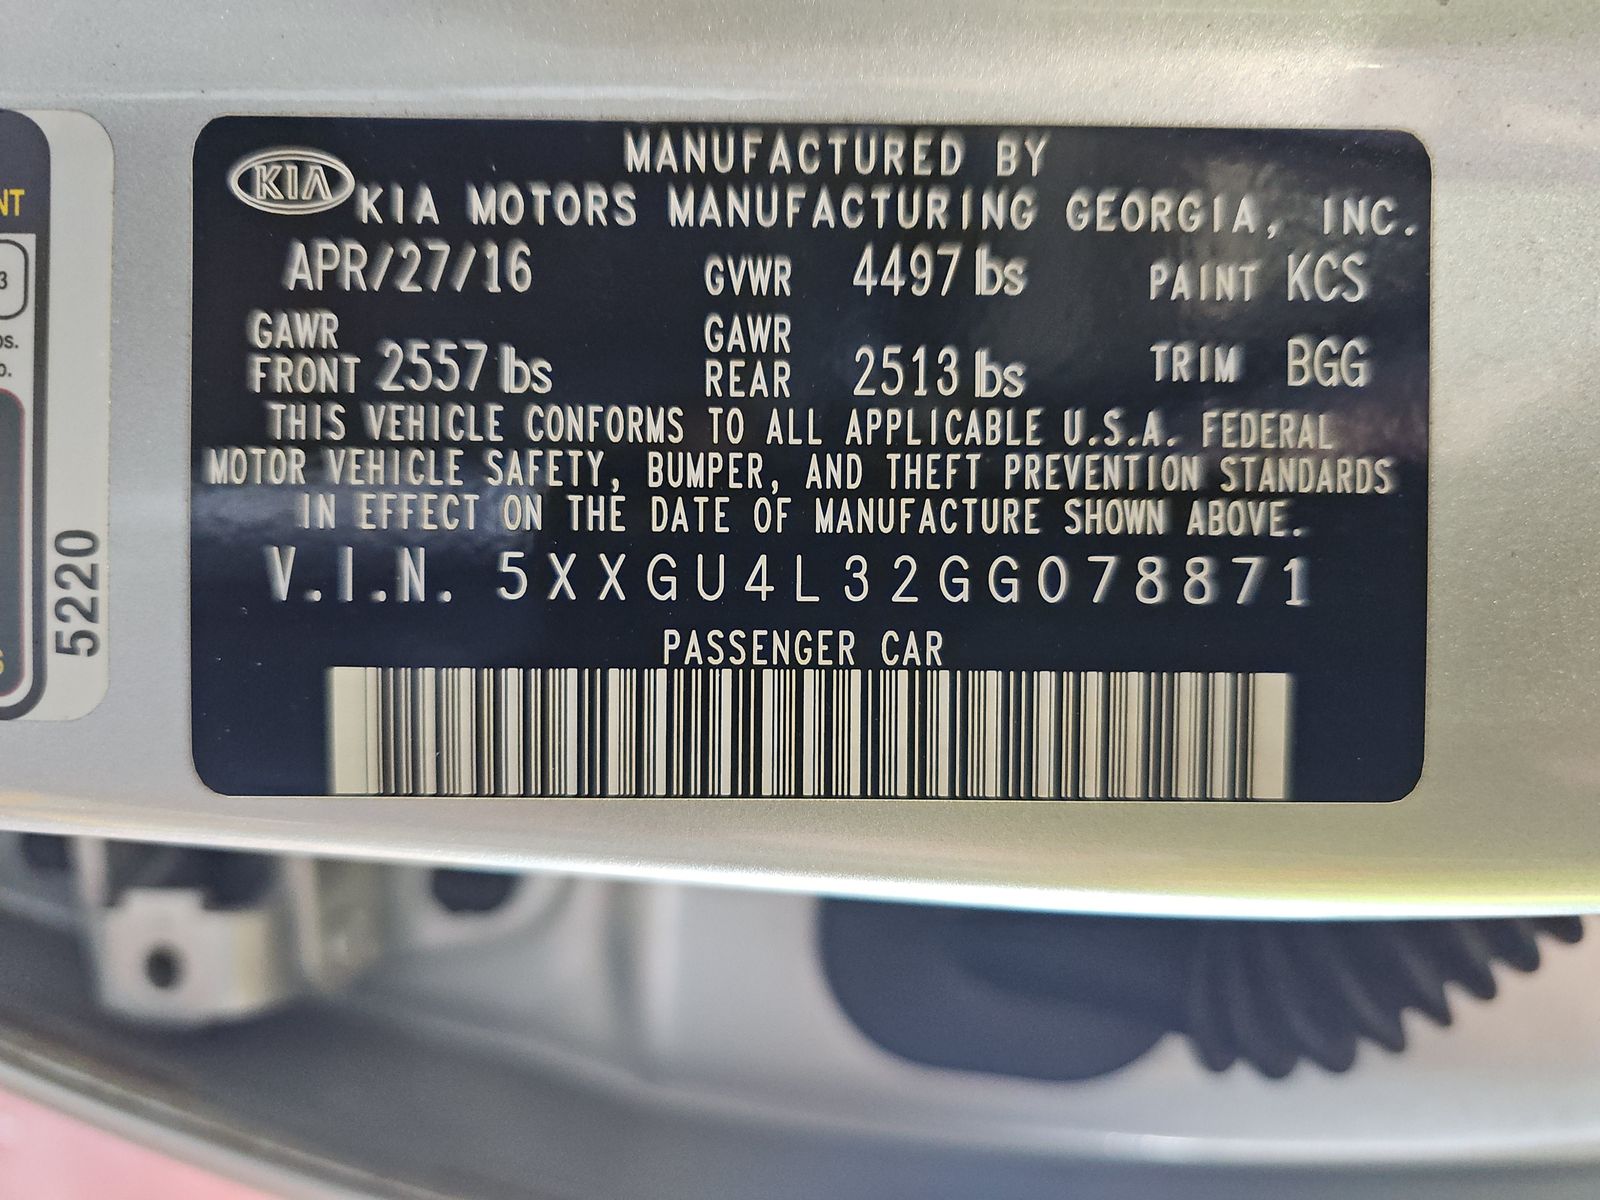 MANUFACTURED BY
KIA
KIA MOTORS MANUFACTURING GEORGIA, INC.
APR/27/16 GVWR 4497 lbs PAINT KCS
GAWR FRONT 2557 lbs GAWR REAR 2513 lbs TRIM BGG
THIS VEHICLE CONFORMS TO ALL APPLICABLE U.S.A. FEDERAL
MOTOR VEHICLE SAFETY, BUMPER, AND THEFT PREVENTION STANDARDS
IN EFFECT ON THE DATE OF MANUFACTURE SHOWN ABOVE.
V.I.N. 5XXGU4L32GG078871
PASSENGER CAR
5220
NT
3